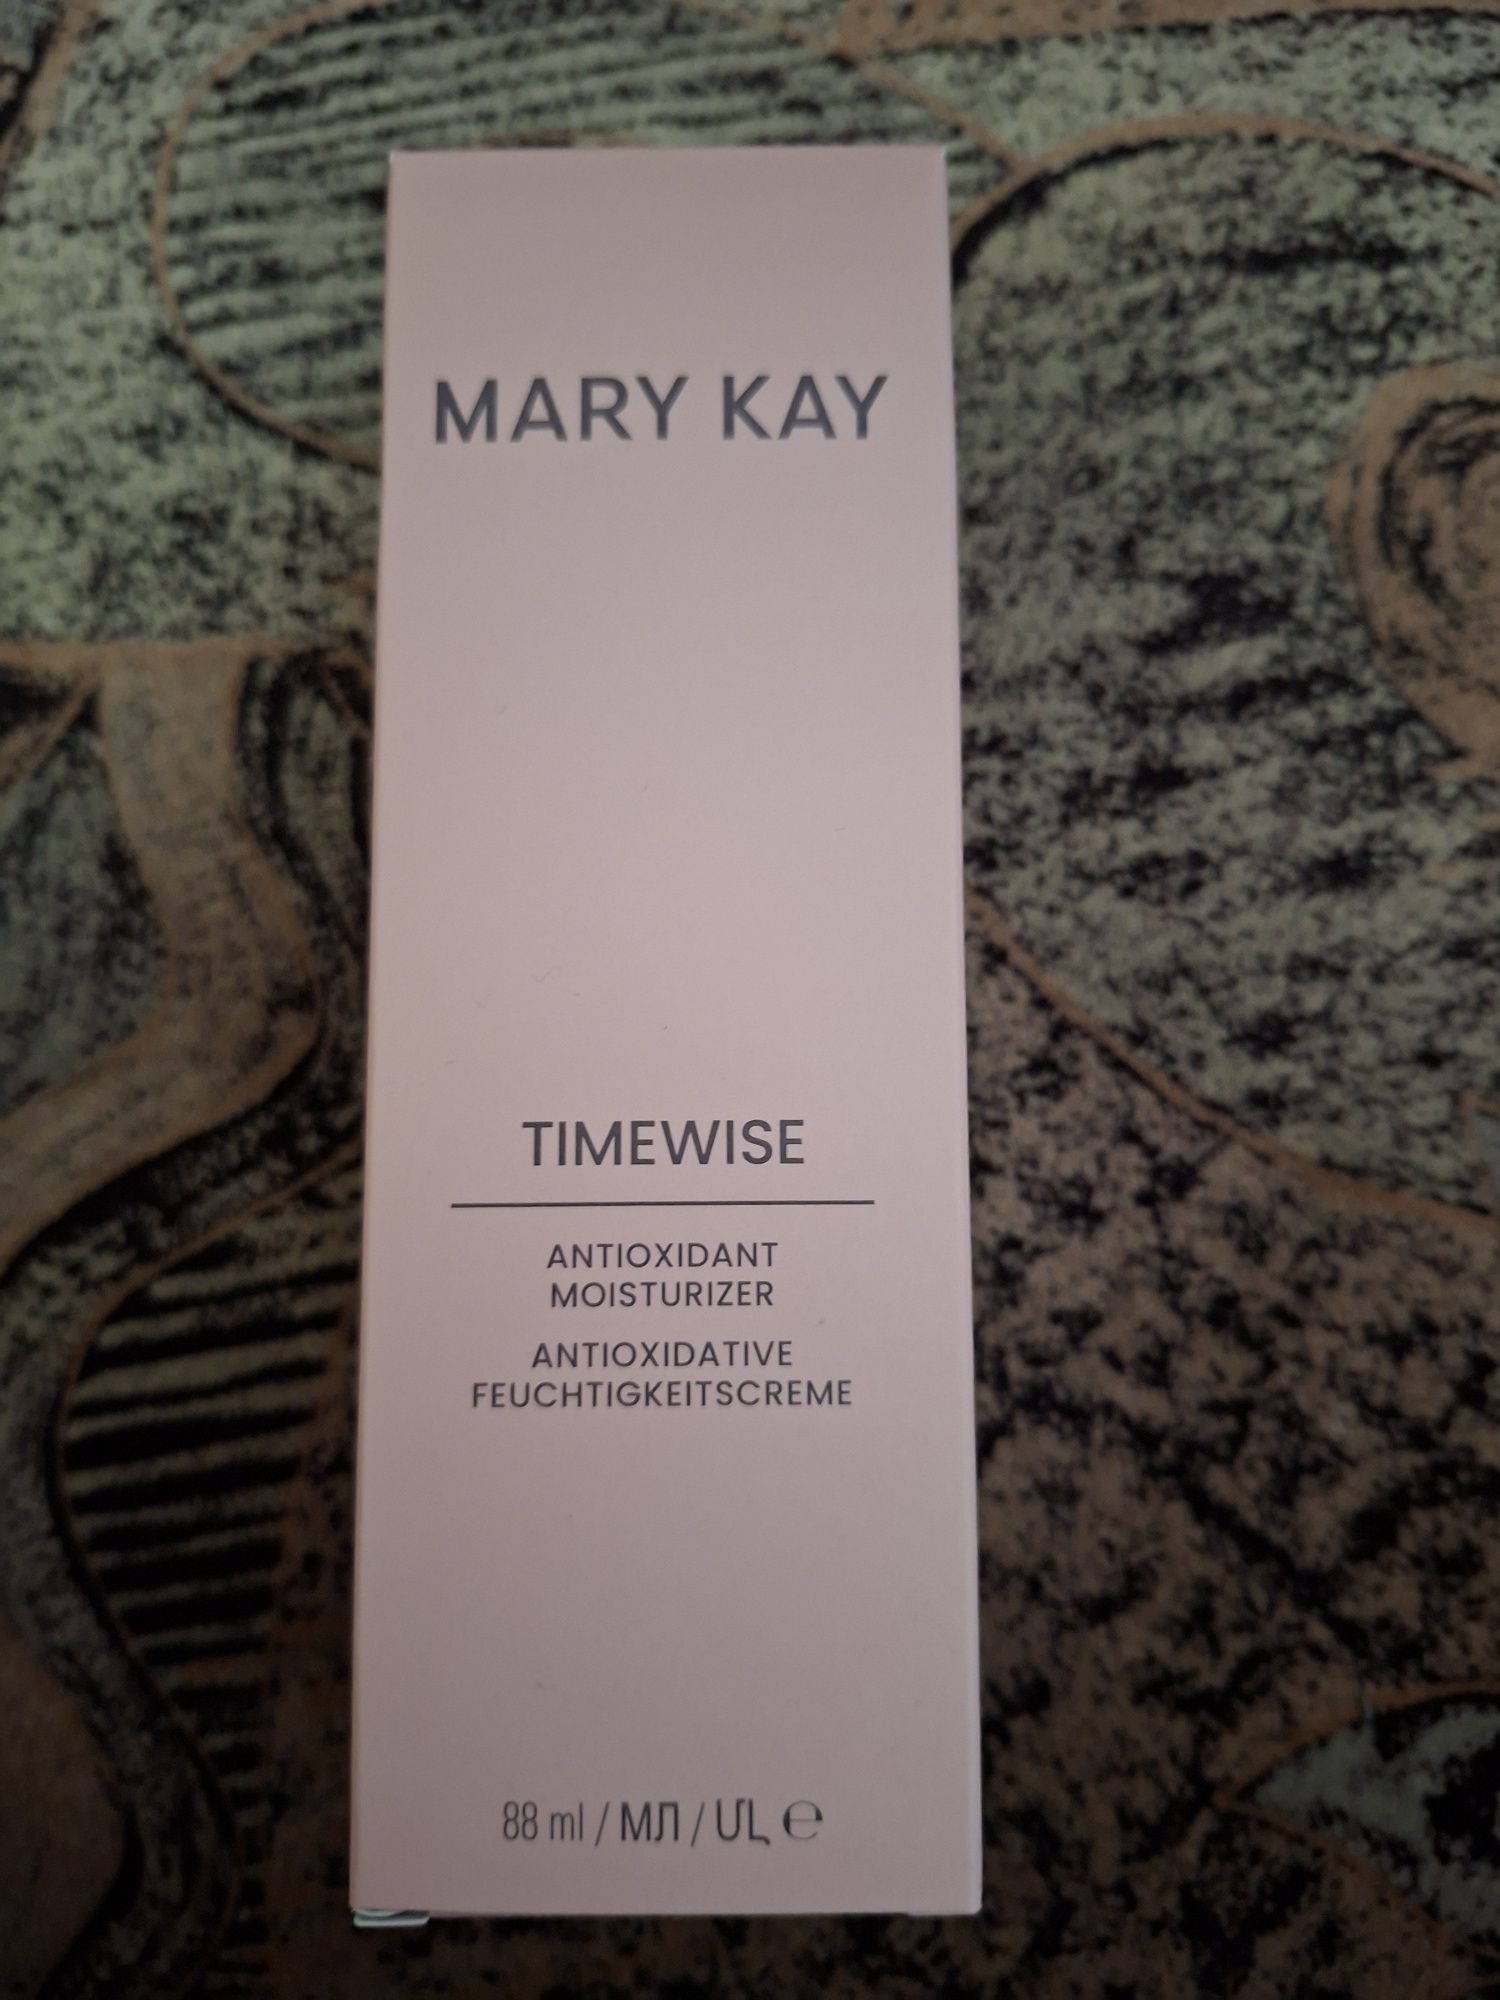 MARY KAY
TIMEWISE
ANTIOXIDANT
MOISTURIZER
ANTIOXIDATIVE
FEUCHTIGKEITSCREME
88 ml / МЛ / ՄԼ ℮